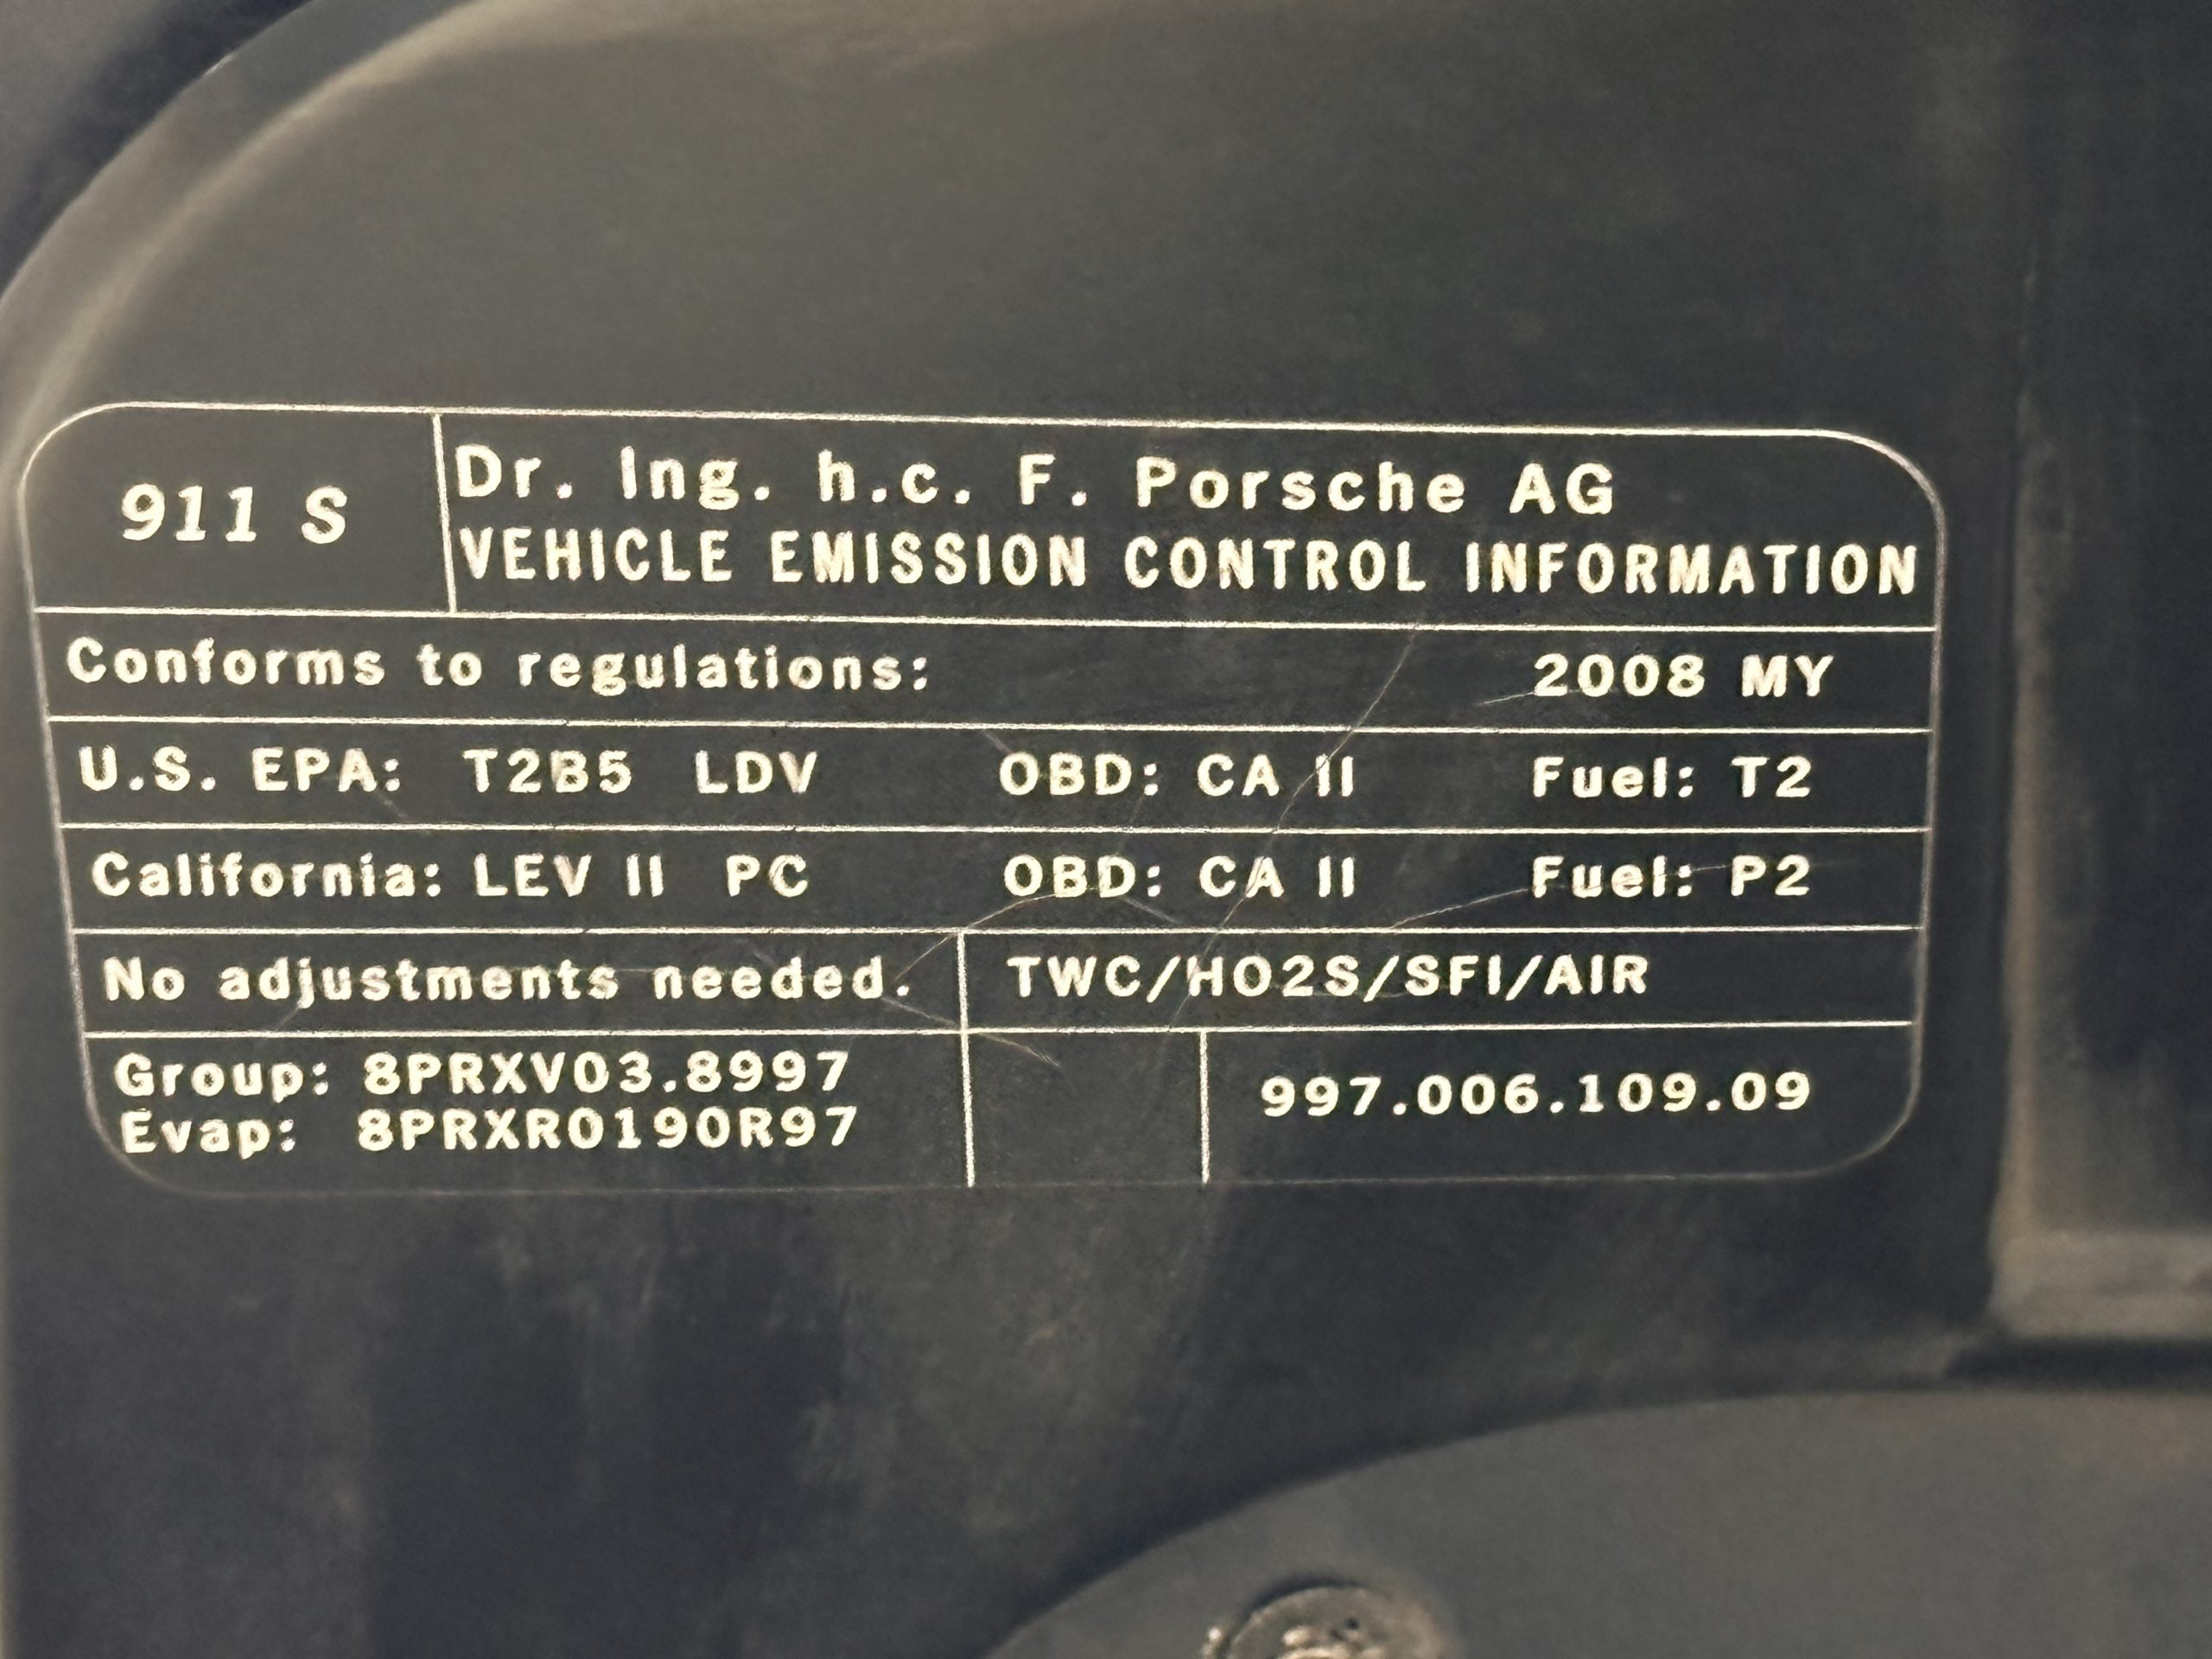 911 S
Dr. Ing. h.c. F. Porsche AG
VEHICLE EMISSION CONTROL INFORMATION
Conforms to regulations: 2008 MY
U.S. EPA: T2B5 LDV OBD: CA II Fuel: T2
California: LEV II PC OBD: CA II Fuel: P2
No adjustments needed. TWC/HO2S/SFI/AIR
Group: 8PRXV03.8997
Evap: 8PRXR0190R97
997.006.109.09